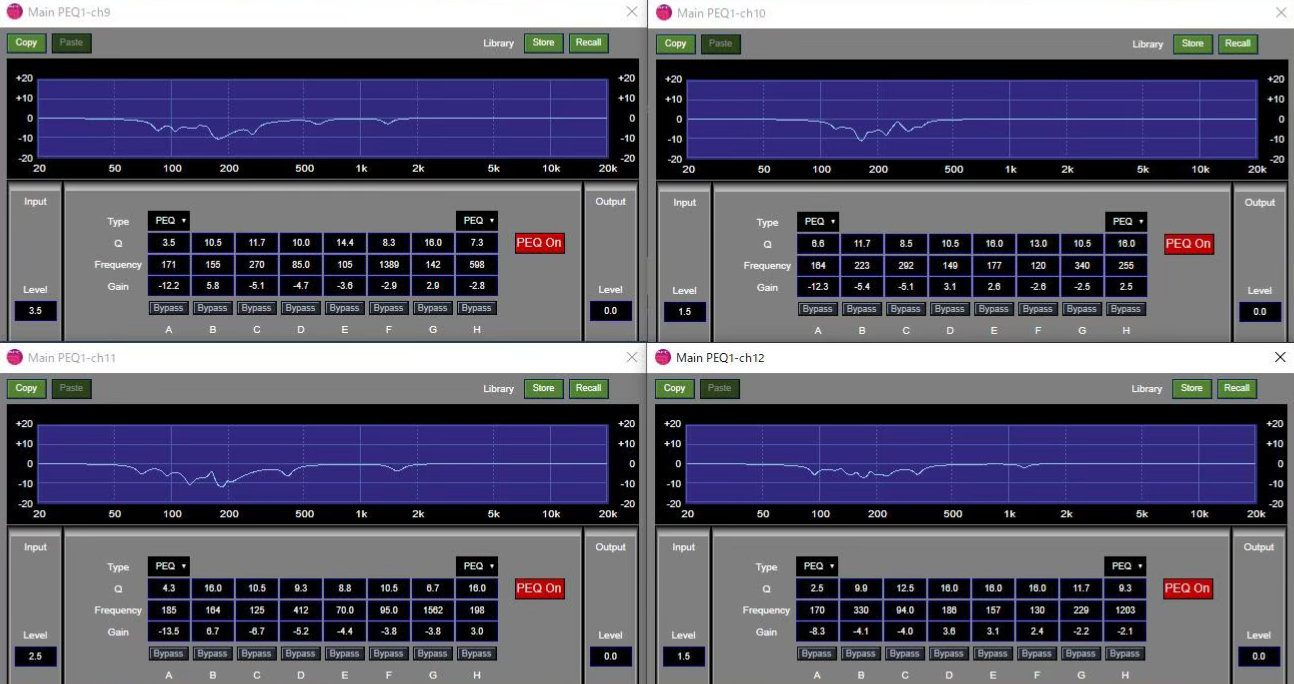 Main PEQ1-ch9
Copy Paste Library Store Recall
+20 +20
+10 +10
0 0
-10 -10
-20 -20
20 50 100 200 500 1k 2k 5k 10k 20k
Input Output
Type PEQ PEQ
Q 3.5 10.5 11.7 10.0 14.4 8.3 16.0 7.3 PEQ On
Frequency 171 155 270 85.0 105 1389 142 598
Gain -12.2 5.8 -5.1 -4.7 -3.6 -2.9 2.9 -2.8
Level Level
3.5 Bypass Bypass Bypass Bypass Bypass Bypass Bypass Bypass 0.0
A B C D E F G H
Main PEQ1-ch10
Copy Paste Library Store Recall
+20 +20
+10 +10
0 0
-10 -10
-20 -20
20 50 100 200 500 1k 2k 5k 10k 20k
Input Output
Type PEQ PEQ
Q 6.6 11.7 8.5 10.5 16.0 13.0 10.5 16.0 PEQ On
Frequency 164 223 292 149 177 120 340 255
Gain -12.3 -5.4 -5.1 3.1 2.6 -2.6 -2.5 2.5
Level Level
1.5 Bypass Bypass Bypass Bypass Bypass Bypass Bypass Bypass 0.0
A B C D E F G H
Main PEQ1-ch11
Copy Paste Library Store Recall
+20 +20
+10 +10
0 0
-10 -10
-20 -20
20 50 100 200 500 1k 2k 5k 10k 20k
Input Output
Type PEQ PEQ
Q 4.3 16.0 10.5 9.3 8.8 10.5 6.7 16.0 PEQ On
Frequency 185 164 125 412 70.0 95.0 1562 198
Gain -13.5 6.7 -6.7 -5.2 -4.4 -3.8 -3.8 3.0
Level Level
2.5 Bypass Bypass Bypass Bypass Bypass Bypass Bypass Bypass 0.0
A B C D E F G H
Main PEQ1-ch12
Copy Paste Library Store Recall
+20 +20
+10 +10
0 0
-10 -10
-20 -20
20 50 100 200 500 1k 2k 5k 10k 20k
Input Output
Type PEQ PEQ
Q 2.5 9.9 12.5 16.0 16.0 16.0 11.7 9.3 PEQ On
Frequency 170 330 94.0 186 157 130 229 1203
Gain -8.3 -4.1 -4.0 3.6 3.1 2.4 -2.2 -2.1
Level Level
1.5 Bypass Bypass Bypass Bypass Bypass Bypass Bypass Bypass 0.0
A B C D E F G H